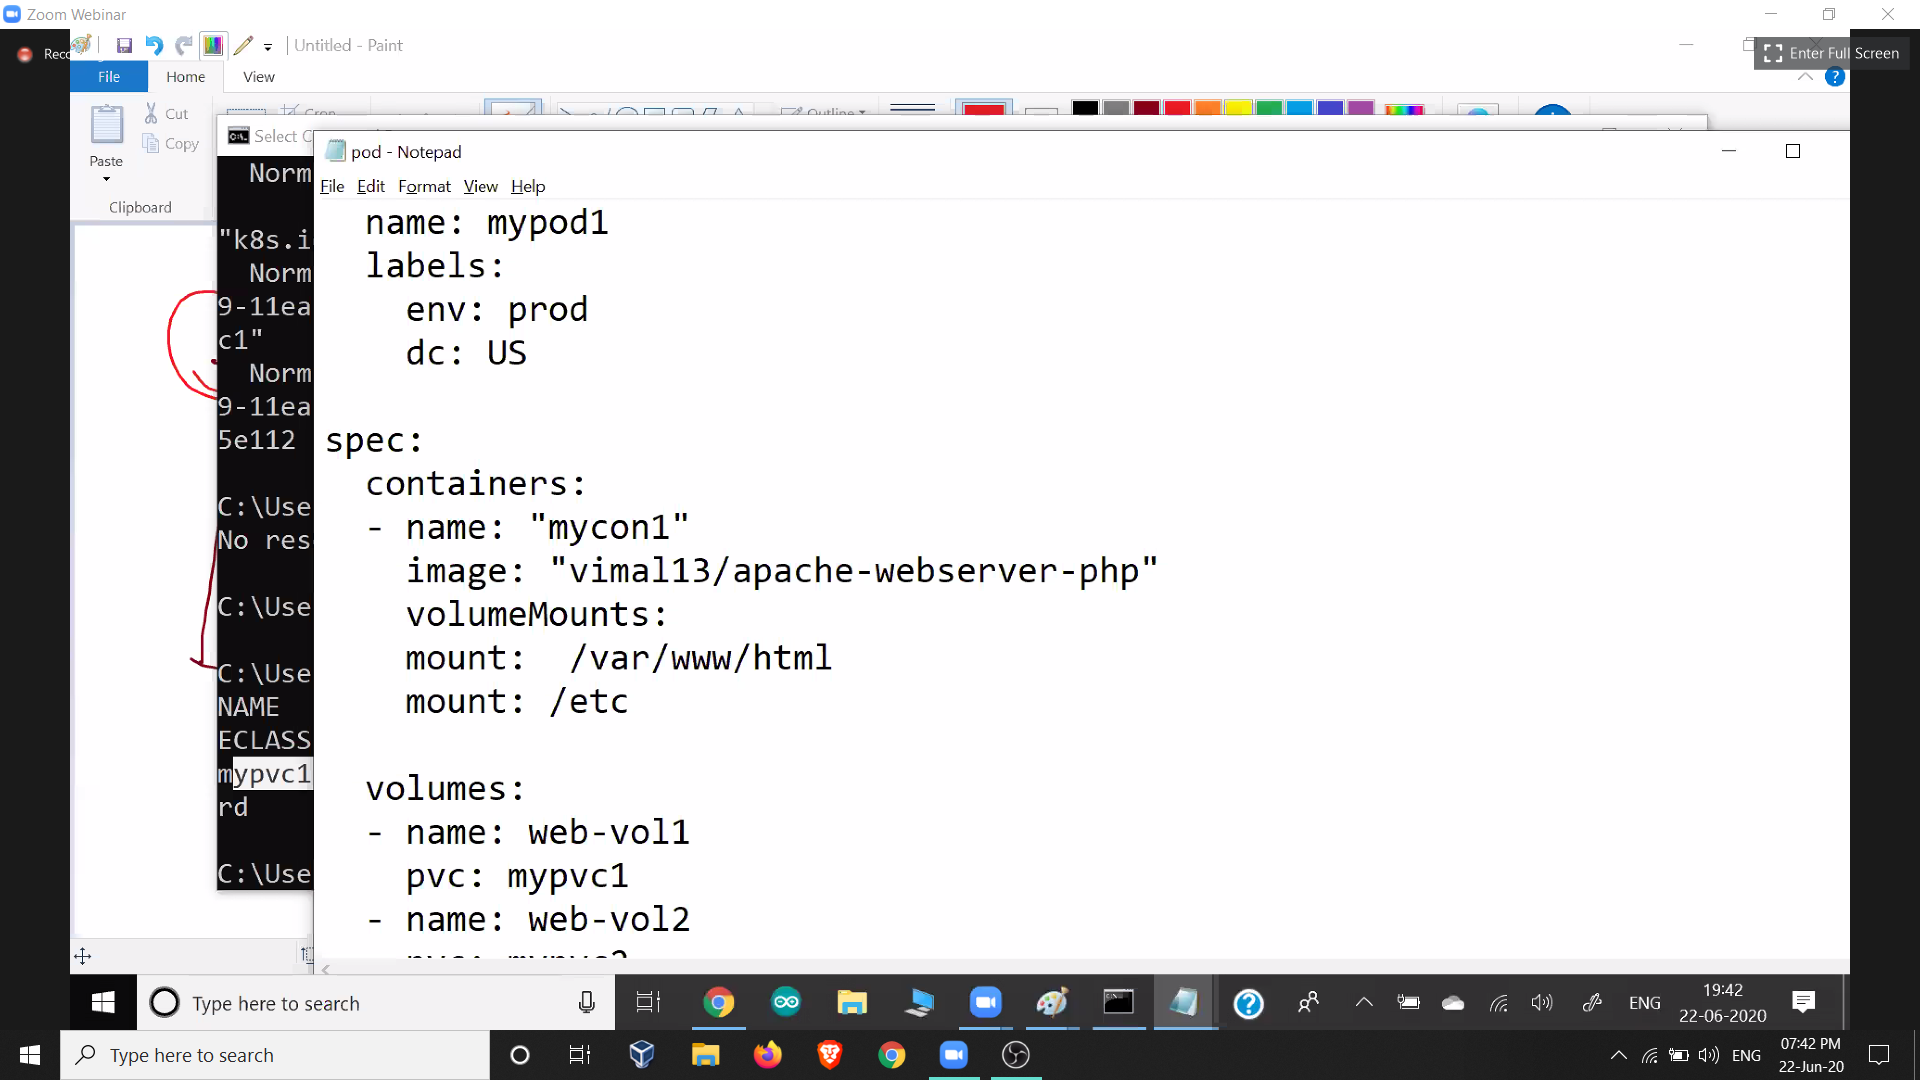 Zoom Webinar
Untitled - Paint
Enter Full Screen
File
Home
View
Cut
Copy
Paste
Clipboard
Outline
Select C
Norm
"k8s.i
Norm
9-11ea
c1"
Norm
9-11ea
5e112
C:\Use
No res
C:\Use
C:\Use
NAME
ECLASS
mypvc1
rd
C:\Use
pod - Notepad
File Edit Format View Help
name: mypod1
labels:
env: prod
dc: US
spec:
containers:
- name: "mycon1"
image: "vimal13/apache-webserver-php"
volumeMounts:
mount:  /var/www/html
mount: /etc
volumes:
- name: web-vol1
pvc: mypvc1
- name: web-vol2
Type here to search
ENG
19:42
22-06-2020
Type here to search
ENG
07:42 PM
22-Jun-20